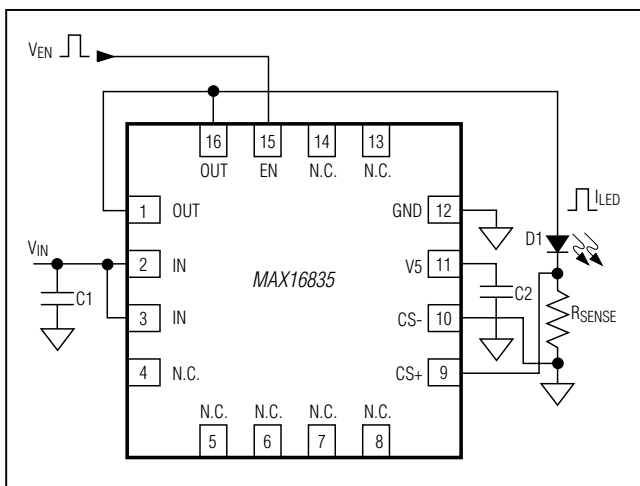 VEN
16 15 14 13
OUT EN N.C. N.C.
1 OUT
GND 12
ILED
D1
VIN
2 IN
MAX16835
V5 11
C1
C2
3 IN
CS- 10
RSENSE
4 N.C.
CS+ 9
N.C. N.C. N.C. N.C.
5 6 7 8